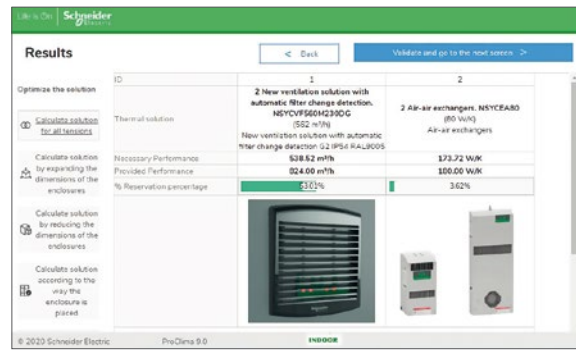 Life Is On Schneider Electric
Results
< Back
Validate and go to the next screen >
Optimize the solution
Calculate solution
for all tensions
Calculate solution
by expanding the
dimensions of the
enclosures
Calculate solution
by reducing the
dimensions of the
enclosures
Calculate solution
according to the
way the
enclosure is
placed
ID 1 2
Thermal solution
2 New ventilation solution with
automatic filter change detection.
NSYCVF560M230DG
(562 m³/h)
New ventilation solution with automatic
filter change detection G2 IP54 RAL9005
2 Air-air exchangers. NSYCEA80
(80 W/K)
Air-air exchangers
Necessary Performance 538.52 m³/h 173.72 W/K
Provided Performance 824.00 m³/h 180.00 W/K
% Reservation percentage 53.01% 3.62%
© 2020 Schneider Electric ProClima 9.0 INDOOR